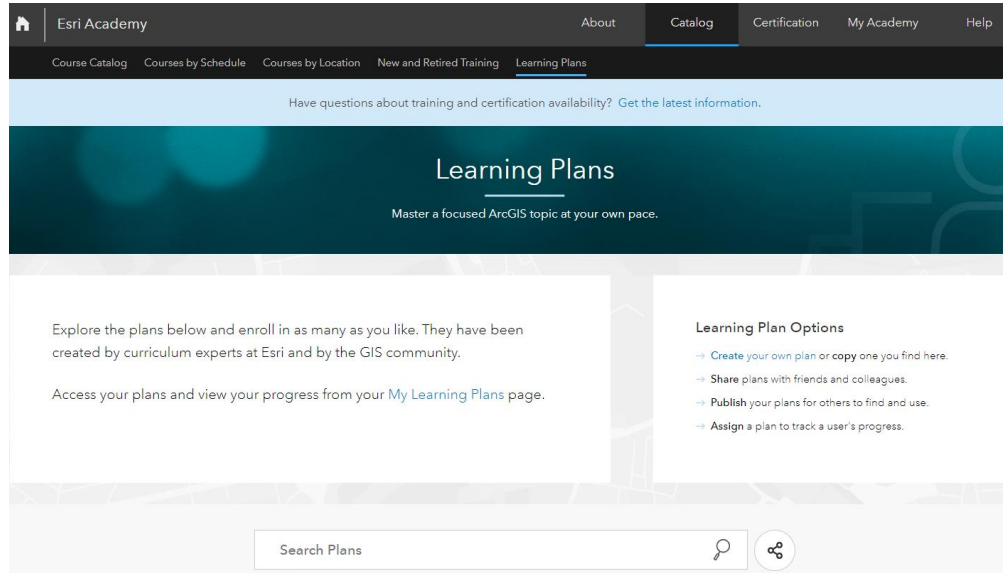 Esri Academy
About Catalog Certification My Academy Help
Course Catalog Courses by Schedule Courses by Location New and Retired Training Learning Plans
Have questions about training and certification availability? Get the latest information.
Learning Plans
Master a focused ArcGIS topic at your own pace.
Explore the plans below and enroll in as many as you like. They have been
created by curriculum experts at Esri and by the GIS community.
Access your plans and view your progress from your My Learning Plans page.
Learning Plan Options
→ Create your own plan or copy one you find here.
→ Share plans with friends and colleagues.
→ Publish your plans for others to find and use.
→ Assign a plan to track a user's progress.
Search Plans